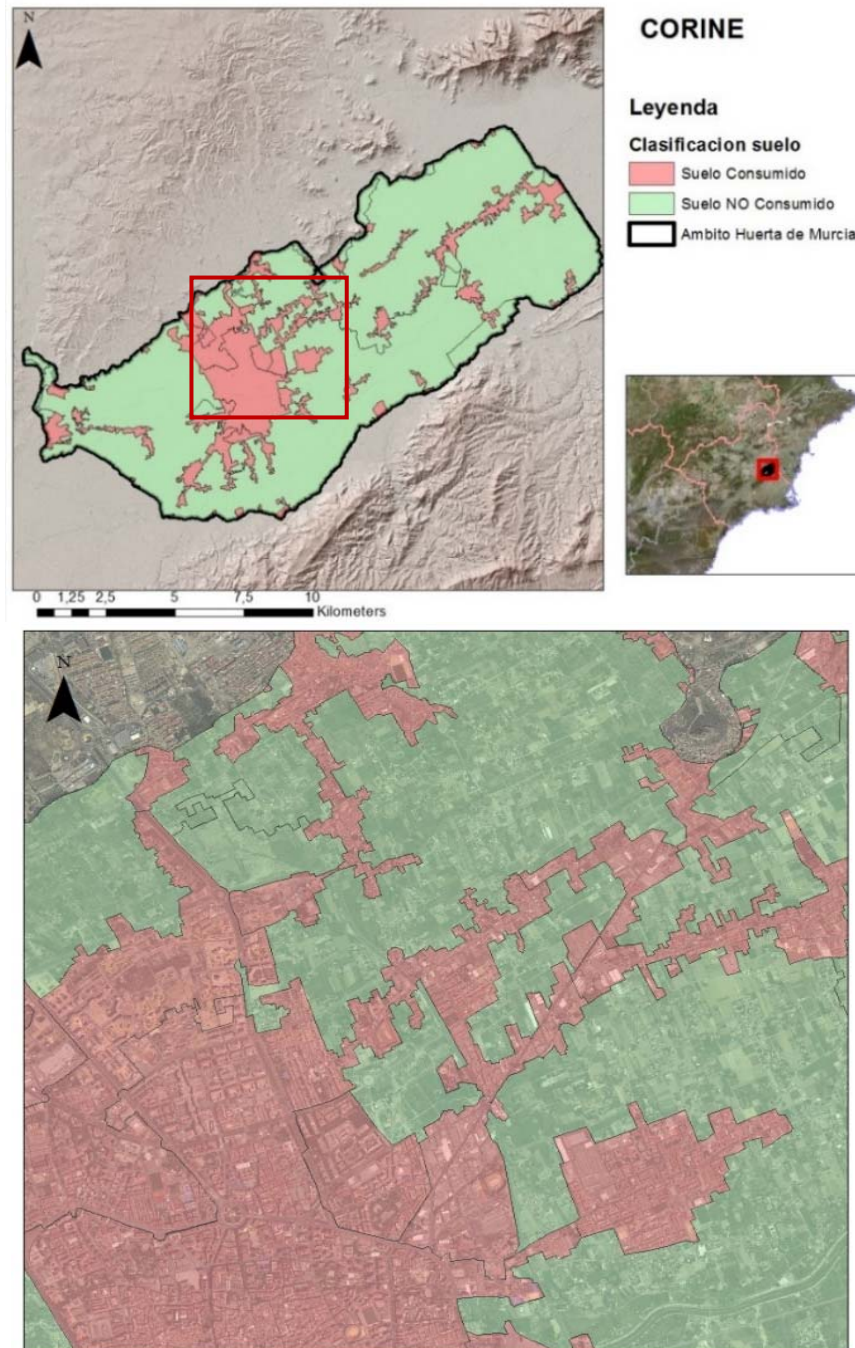 N
CORINE
Leyenda
Clasificacion suelo
Suelo Consumido
Suelo NO Consumido
Ambito Huerta de Murcia
0 1,25 2,5 5 7,5 10
Kilometers
N